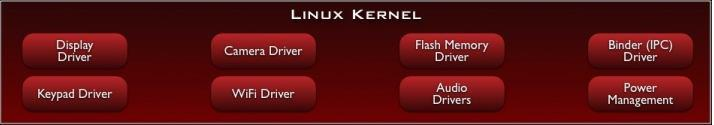 LINUX KERNEL
Display
Driver
Camera Driver
Flash Memory
Driver
Binder (IPC)
Driver
Keypad Driver
WiFi Driver
Audio
Drivers
Power
Management